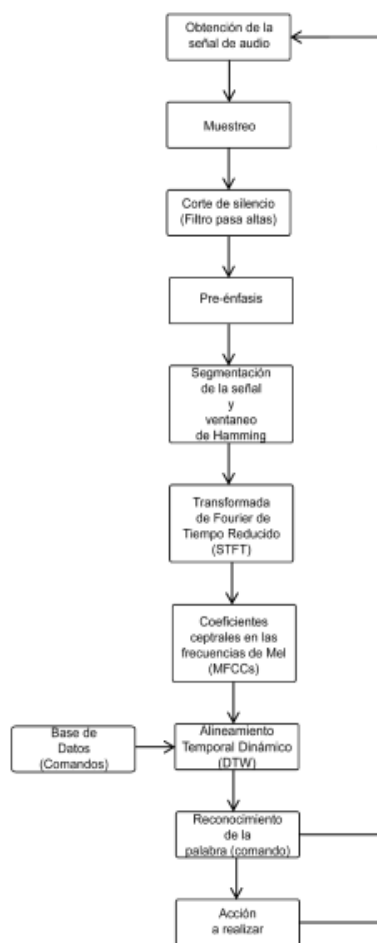 Obtención de la
señal de audio
Muestreo
Corte de silencio
(Filtro pasa altas)
Pre-énfasis
Segmentación
de la señal
y
ventaneo
de Hamming
Transformada
de Fourier de
Tiempo Reducido
(STFT)
Coeficientes
ceptrales en las
frecuencias de Mel
(MFCCs)
Base de
Datos
(Comandos)
Alineamiento
Temporal Dinámico
(DTW)
Reconocimiento
de la
palabra (comando)
Acción
a realizar